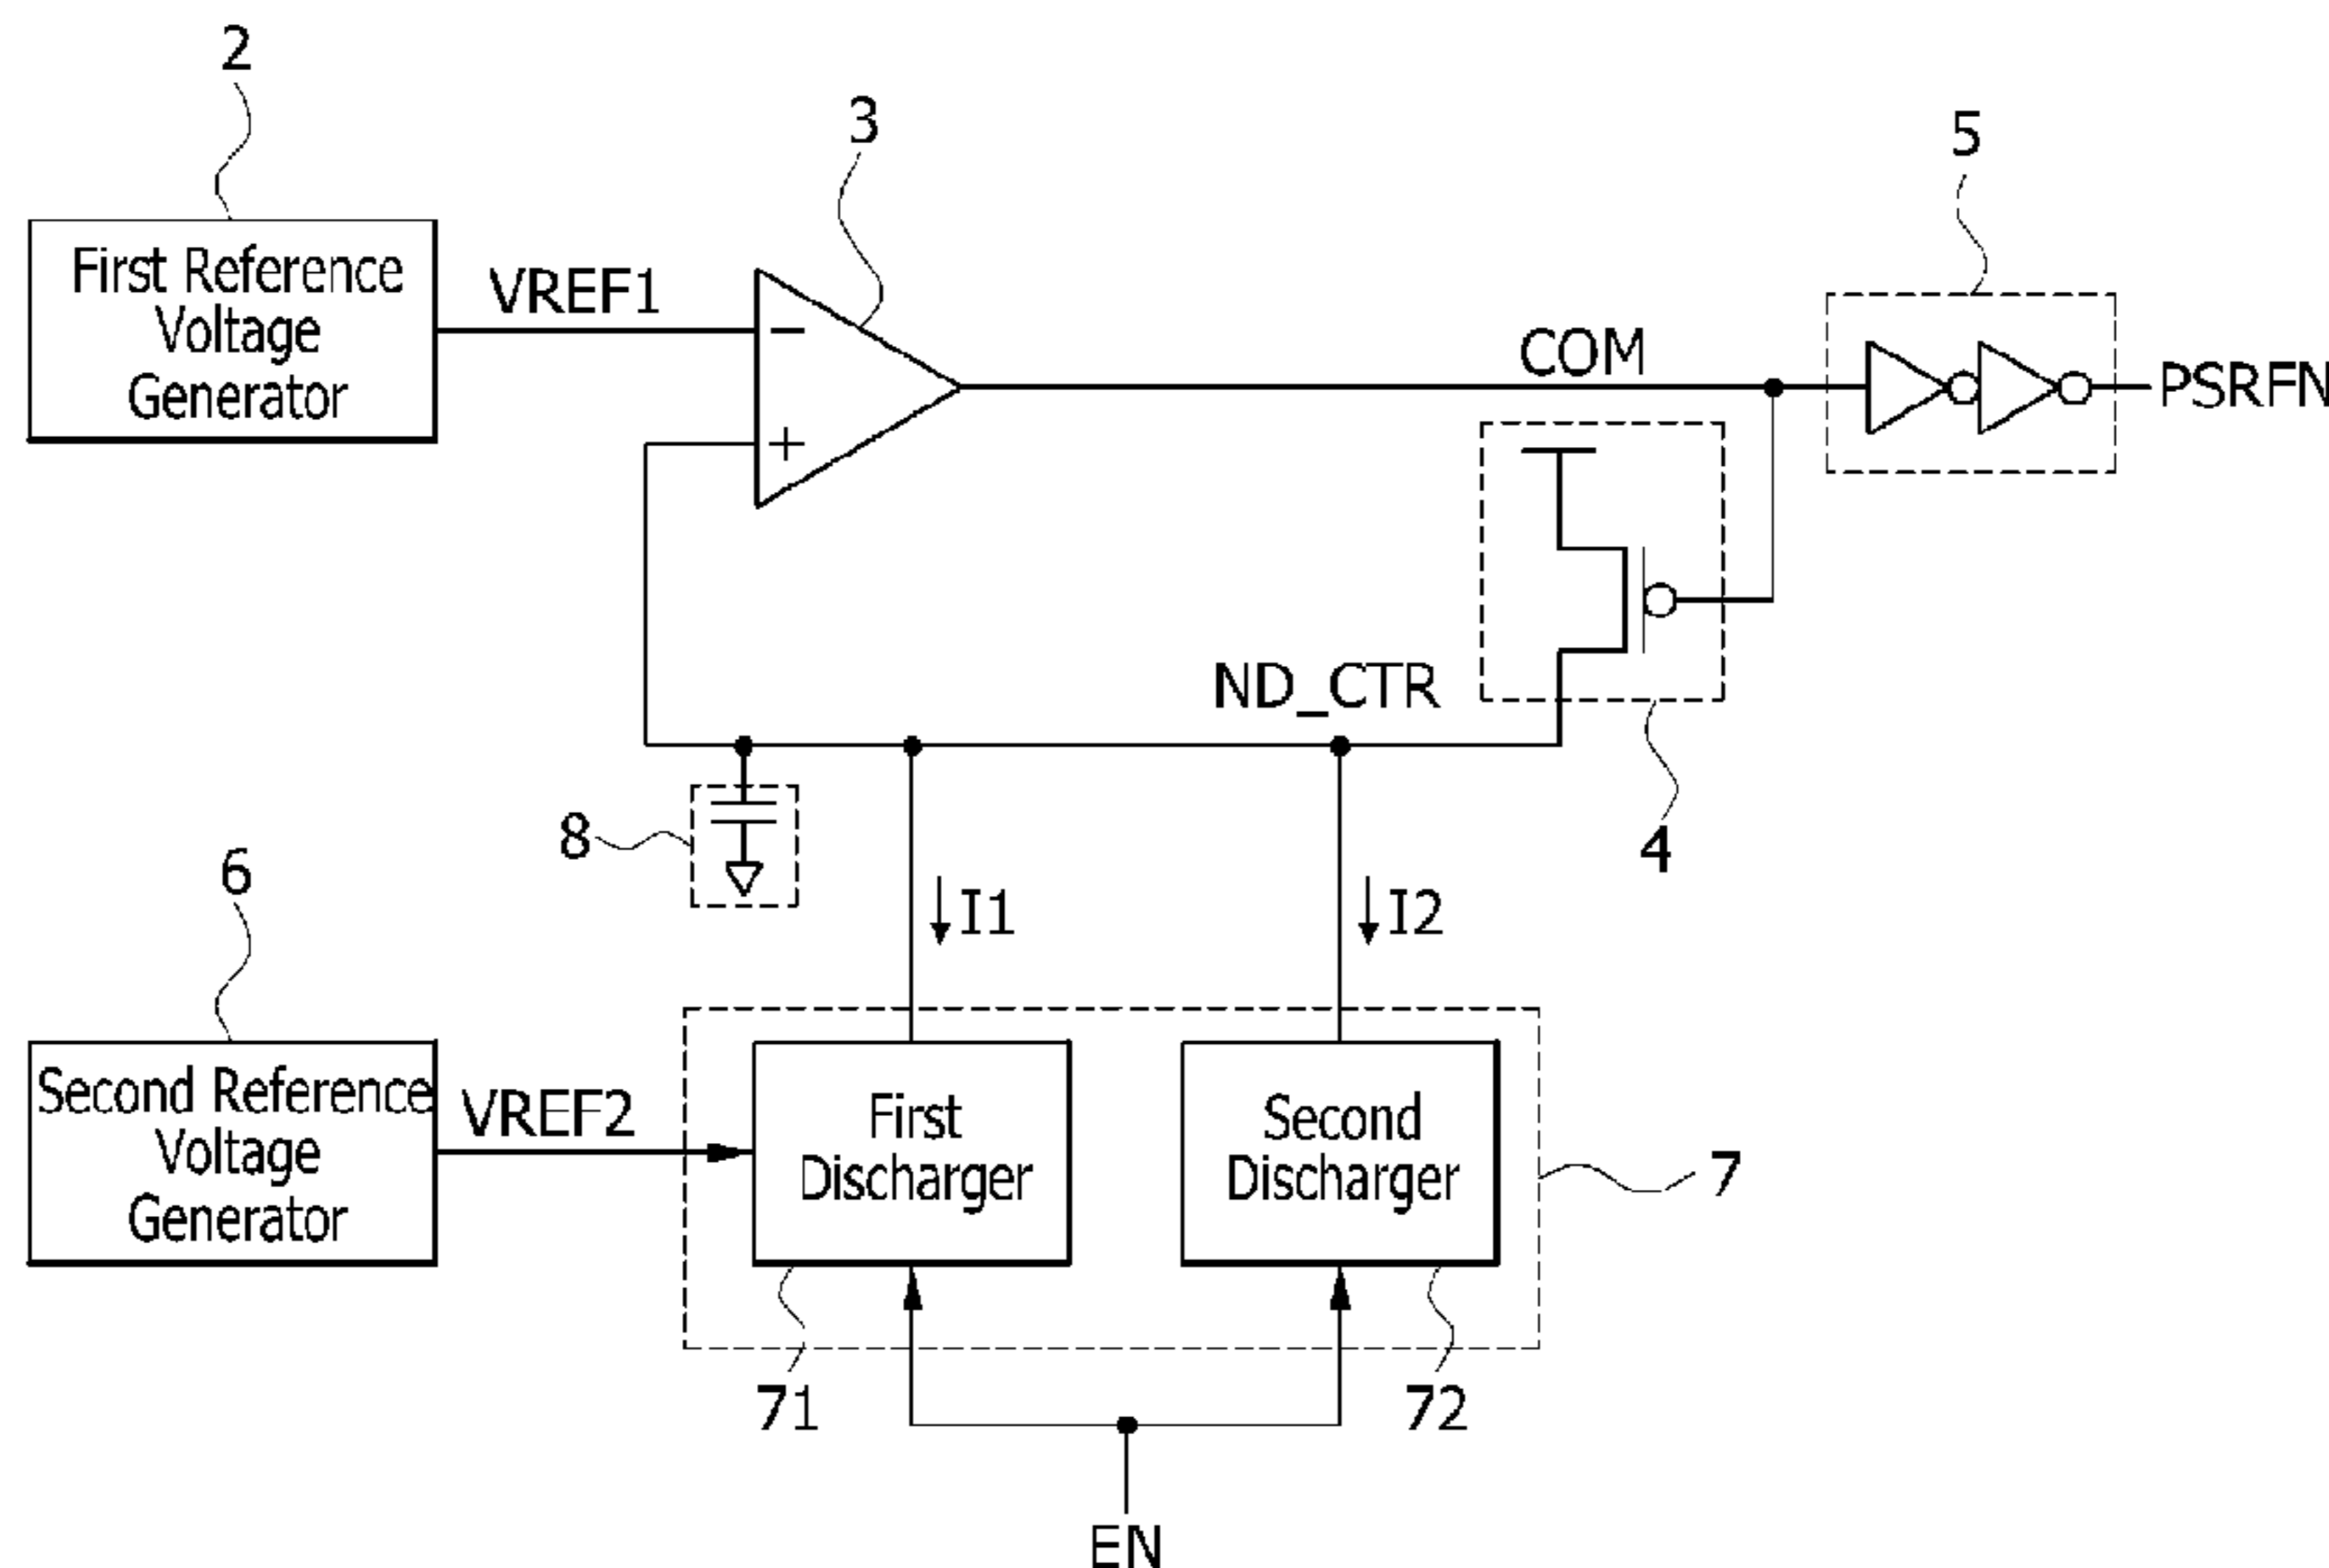 2
3
5
First Reference
Voltage
Generator
VREF1
−
+
COM
PSRFN
ND_CTR
4
8
I1
I2
6
Second Reference
Voltage
Generator
VREF2
First
Discharger
Second
Discharger
7
71
72
EN